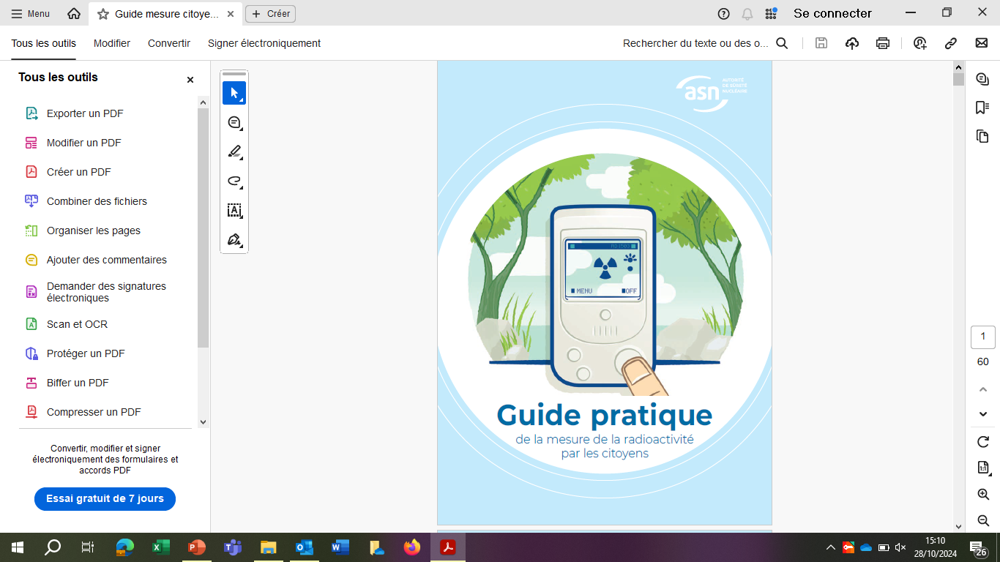 Menu
Guide mesure citoye...
Créer
Se connecter
Tous les outils
Modifier
Convertir
Signer électroniquement
Rechercher du texte ou des o...
Tous les outils
Exporter un PDF
Modifier un PDF
Créer un PDF
Combiner des fichiers
Organiser les pages
Ajouter des commentaires
Demander des signatures
électroniques
Scan et OCR
Protéger un PDF
Biffer un PDF
Compresser un PDF
Convertir, modifier et signer
électroniquement des formulaires et
accords PDF
Essai gratuit de 7 jours
asn
AUTORITÉ
DE SÛRETÉ
NUCLÉAIRE
MENU
OFF
Guide pratique
de la mesure de la radioactivité
par les citoyens
1
60
1:1
15:10
28/10/2024
26